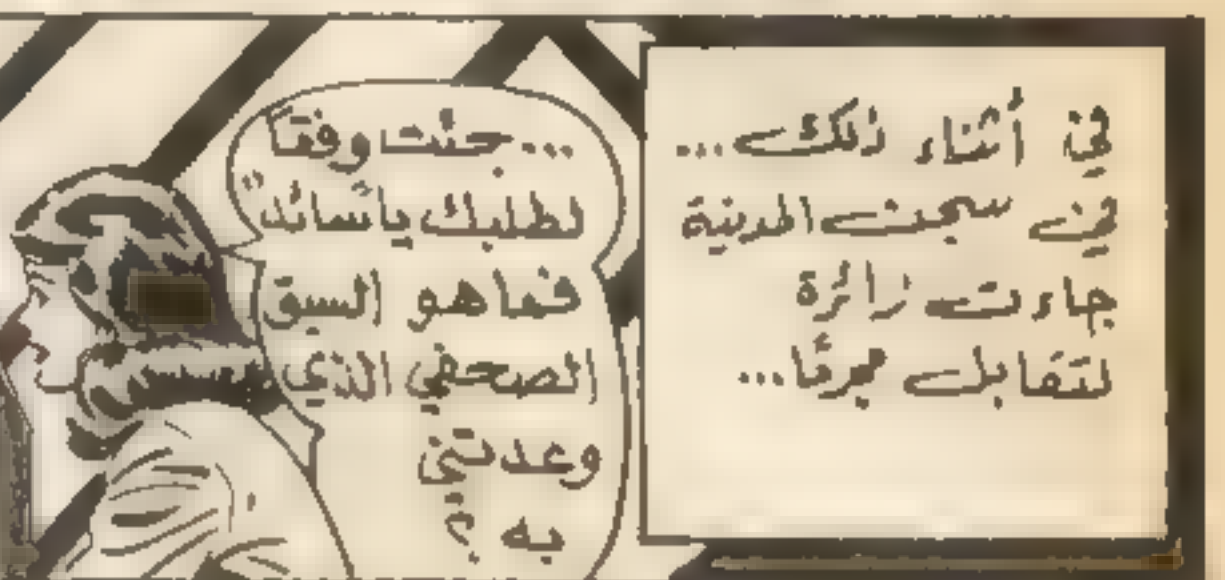 في أثناء ذلك...
في سجن المدينة
جاءت زائرة
لتقابل مجرمًا...
...جئت وفقًا
لطلبك يا "سائد"
فما هو السبق
الصحفي الذي
وعدتني
به ؟